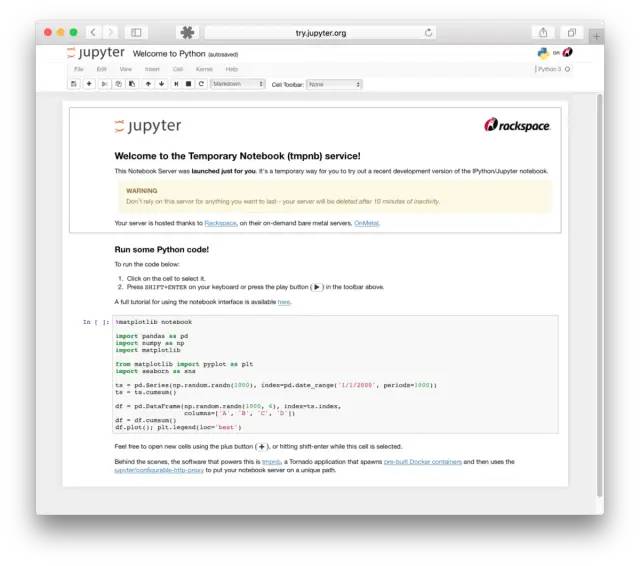 try.jupyter.org
jupyter Welcome to Python (autosaved)
on
File Edit View Insert Cell Kernel Help
Python 3
Markdown Cell Toolbar: None
jupyter
rackspace.
Welcome to the Temporary Notebook (tmpnb) service!
This Notebook Server was launched just for you. It's a temporary way for you to try out a recent development version of the IPython/Jupyter notebook.
WARNING
Don't rely on this server for anything you want to last - your server will be deleted after 10 minutes of inactivity.
Your server is hosted thanks to Rackspace, on their on-demand bare metal servers, OnMetal.
Run some Python code!
To run the code below:
1. Click on the cell to select it.
2. Press SHIFT+ENTER on your keyboard or press the play button (▶) in the toolbar above.
A full tutorial for using the notebook interface is available here.
In [ ]: %matplotlib notebook
import pandas as pd
import numpy as np
import matplotlib
from matplotlib import pyplot as plt
import seaborn as sns
ts = pd.Series(np.random.randn(1000), index=pd.date_range('1/1/2000', periods=1000))
ts = ts.cumsum()
df = pd.DataFrame(np.random.randn(1000, 4), index=ts.index,
columns=['A', 'B', 'C', 'D'])
df = df.cumsum()
df.plot(); plt.legend(loc='best')
Feel free to open new cells using the plus button (+), or hitting shift-enter while this cell is selected.
Behind the scenes, the software that powers this is tmpnb, a Tornado application that spawns pre-built Docker containers and then uses the
jupyter/configurable-http-proxy to put your notebook server on a unique path.